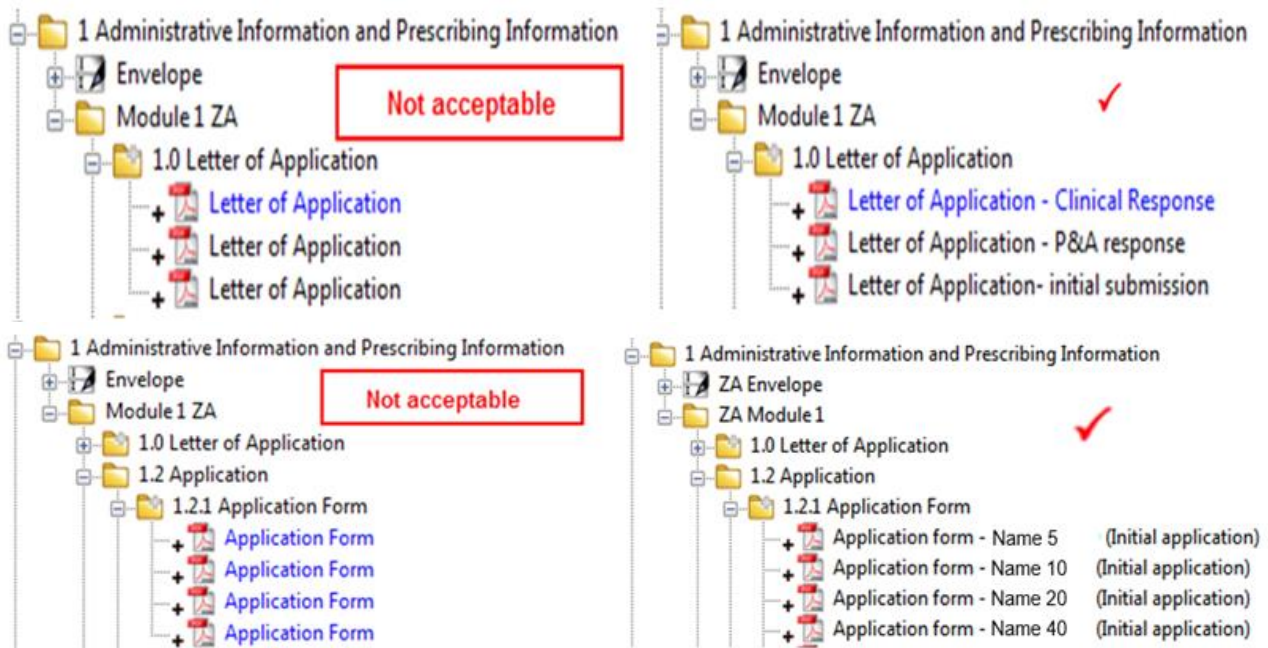 1 Administrative Information and Prescribing Information
Envelope
Not acceptable
Module 1 ZA
1.0 Letter of Application
Letter of Application
Letter of Application
Letter of Application
1 Administrative Information and Prescribing Information
Envelope
Module 1 ZA
1.0 Letter of Application
Letter of Application - Clinical Response
Letter of Application - P&A response
Letter of Application- initial submission
1 Administrative Information and Prescribing Information
Envelope
Not acceptable
Module 1 ZA
1.0 Letter of Application
1.2 Application
1.2.1 Application Form
Application Form
Application Form
Application Form
Application Form
1 Administrative Information and Prescribing Information
ZA Envelope
ZA Module 1
1.0 Letter of Application
1.2 Application
1.2.1 Application Form
Application form - Name 5 (Initial application)
Application form - Name 10 (Initial application)
Application form - Name 20 (Initial application)
Application form - Name 40 (Initial application)